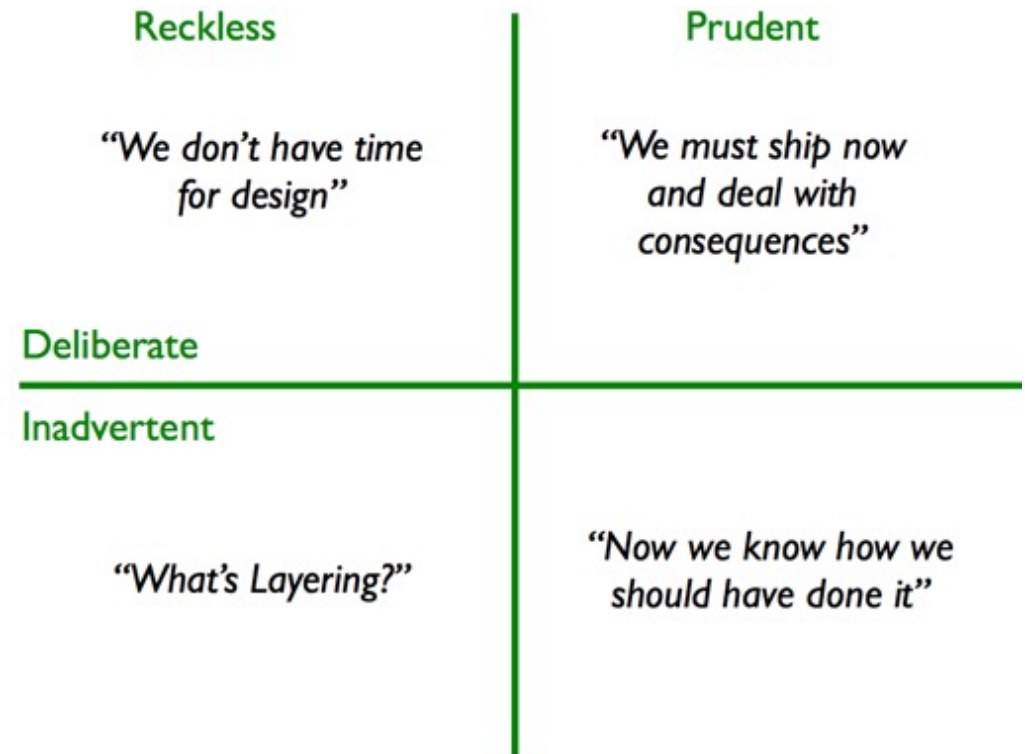 Reckless
Prudent
“We don’t have time
for design”
“We must ship now
and deal with
consequences”
Deliberate
Inadvertent
“What’s Layering?”
“Now we know how we
should have done it”